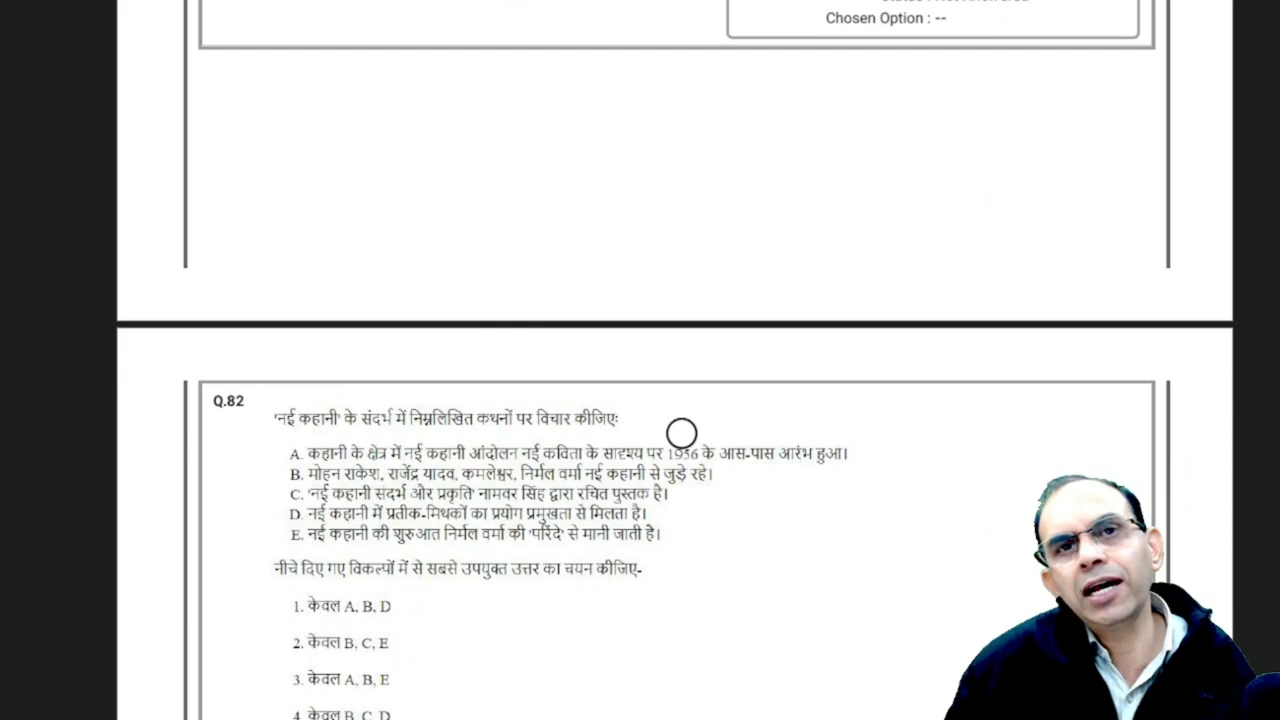 Chosen Option : --
Q.82
'नई कहानी' के संदर्भ में निम्नलिखित कथनों पर विचार कीजिए:
A. कहानी के क्षेत्र में नई कहानी आंदोलन नई कविता के सादृश्य पर 1956 के आस-पास आरंभ हुआ।
B. मोहन राकेश, राजेंद्र यादव, कमलेश्वर, निर्मल वर्मा नई कहानी से जुड़े रहे।
C. 'नई कहानी संदर्भ और प्रकृति' नामवर सिंह द्वारा रचित पुस्तक है।
D. नई कहानी में प्रतीक-मिथकों का प्रयोग प्रमुखता से मिलता है।
E. नई कहानी की शुरुआत निर्मल वर्मा की 'परिंदे' से मानी जाती है।
नीचे दिए गए विकल्पों में से सबसे उपयुक्त उत्तर का चयन कीजिए-
1. केवल A, B, D
2. केवल B, C, E
3. केवल A, B, E
4. केवल B, C, D